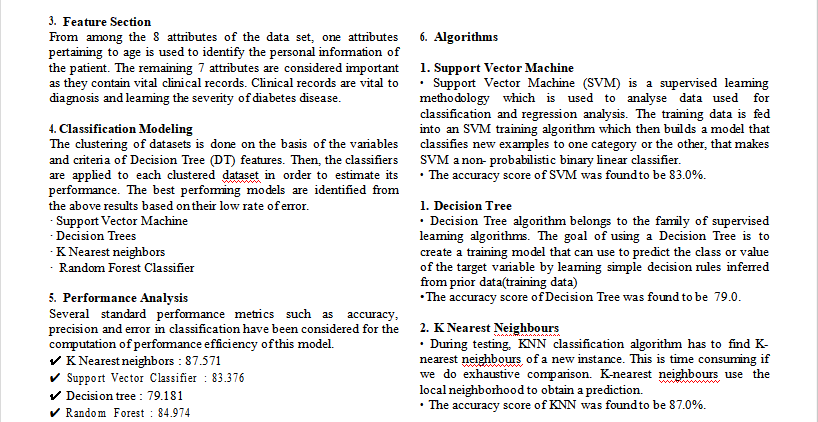 3. Feature Section
From among the 8 attributes of the data set, one attributes
pertaining to age is used to identify the personal information of
the patient. The remaining 7 attributes are considered important
as they contain vital clinical records. Clinical records are vital to
diagnosis and learning the severity of diabetes disease.
4. Classification Modeling
The clustering of datasets is done on the basis of the variables
and criteria of Decision Tree (DT) features. Then, the classifiers
are applied to each clustered dataset in order to estimate its
performance. The best performing models are identified from
the above results based on their low rate of error.
· Support Vector Machine
· Decision Trees
· K Nearest neighbors
· Random Forest Classifier
5. Performance Analysis
Several standard performance metrics such as accuracy,
precision and error in classification have been considered for the
computation of performance efficiency of this model.
✔ K Nearest neighbors : 87.571
✔ Support Vector Classifier : 83.376
✔ Decision tree : 79.181
✔ Random Forest : 84.974
6. Algorithms
1. Support Vector Machine
• Support Vector Machine (SVM) is a supervised learning
methodology which is used to analyse data used for
classification and regression analysis. The training data is fed
into an SVM training algorithm which then builds a model that
classifies new examples to one category or the other, that makes
SVM a non- probabilistic binary linear classifier.
• The accuracy score of SVM was found to be 83.0%.
1. Decision Tree
• Decision Tree algorithm belongs to the family of supervised
learning algorithms. The goal of using a Decision Tree is to
create a training model that can use to predict the class or value
of the target variable by learning simple decision rules inferred
from prior data(training data)
•The accuracy score of Decision Tree was found to be 79.0.
2. K Nearest Neighbours
• During testing, KNN classification algorithm has to find K-
nearest neighbours of a new instance. This is time consuming if
we do exhaustive comparison. K-nearest neighbours use the
local neighborhood to obtain a prediction.
• The accuracy score of KNN was found to be 87.0%.